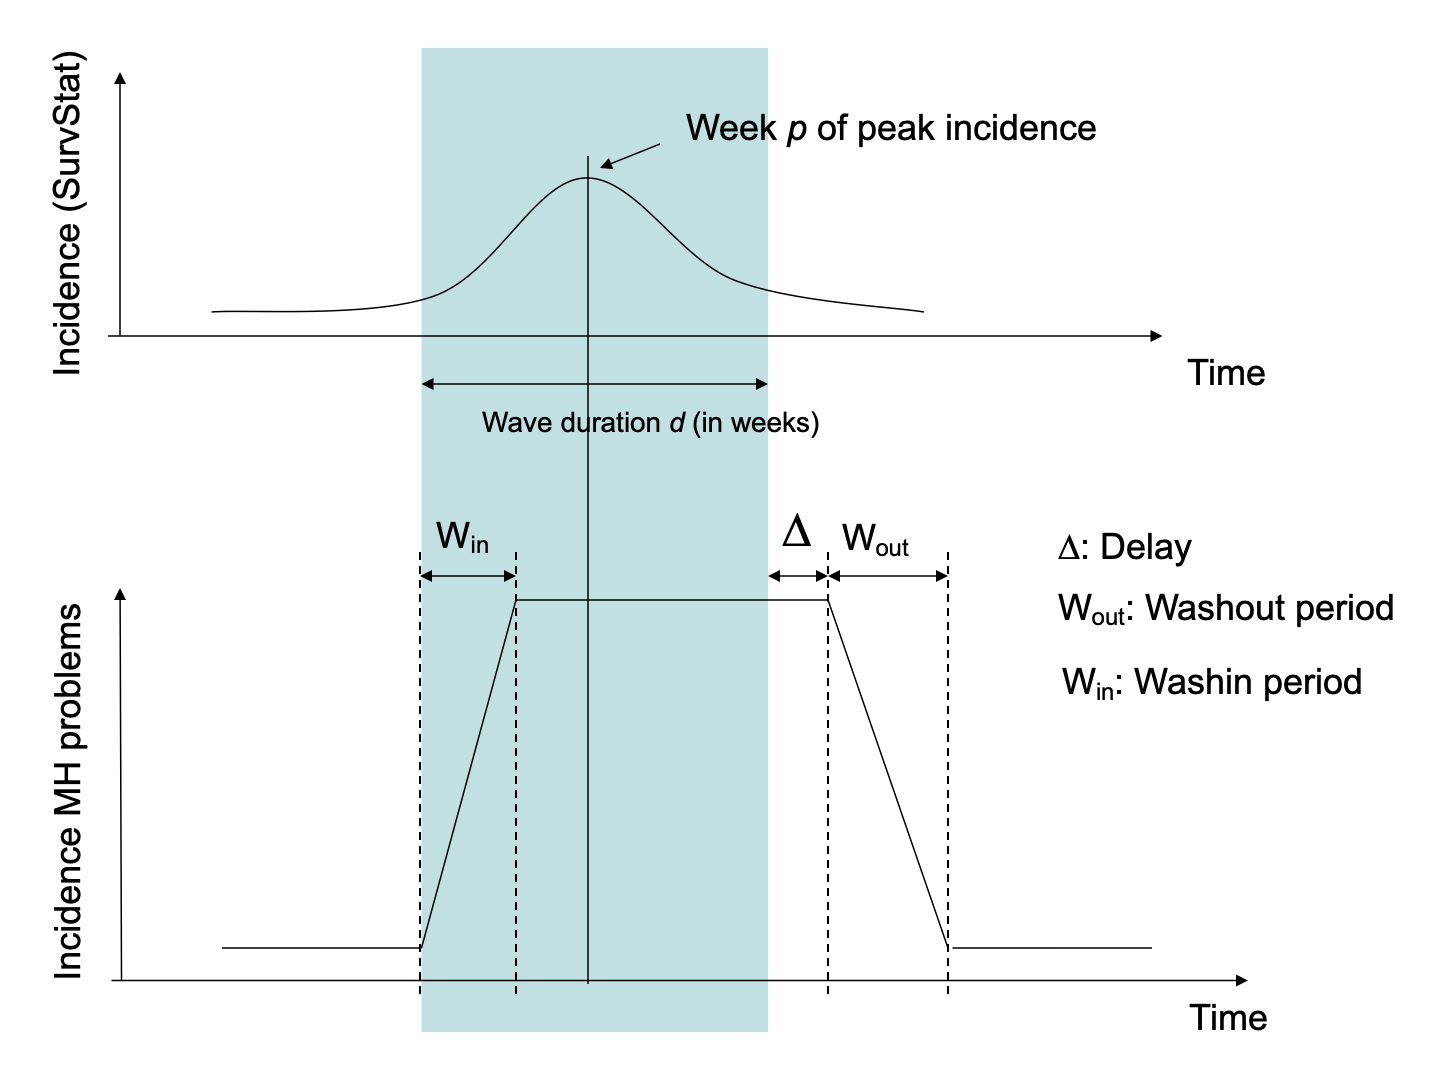 Incidence (SurvStat)
Week p of peak incidence
Time
Wave duration d (in weeks)
Win
Δ
Wout
Δ: Delay
Wout: Washout period
Win: Washin period
Incidence MH problems
Time